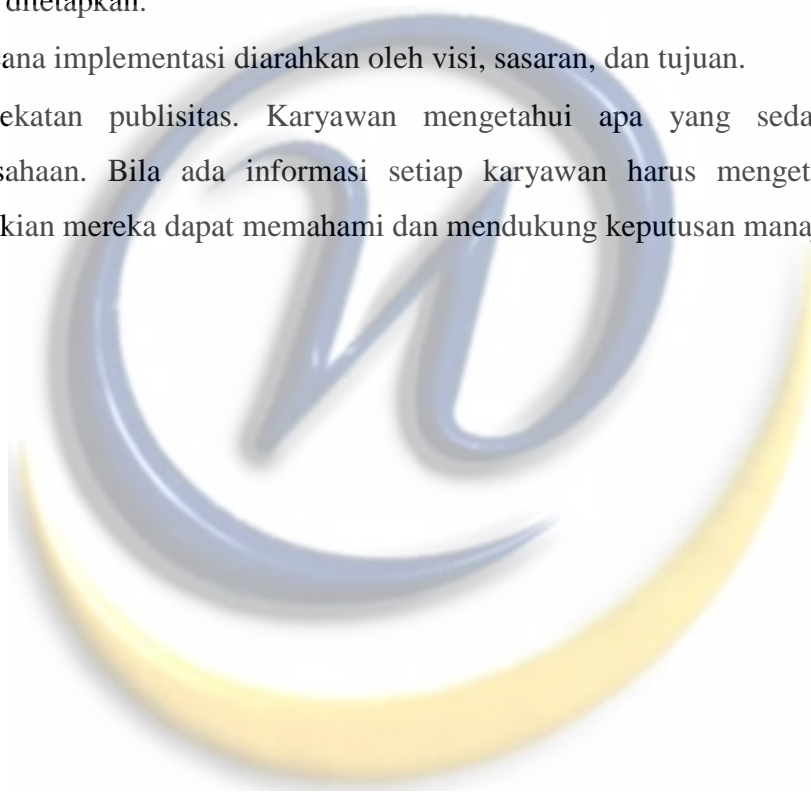 ditetapkan.
cana implementasi diarahkan oleh visi, sasaran, dan tujuan.
ekatan publisitas. Karyawan mengetahui apa yang seda
sahaan. Bila ada informasi setiap karyawan harus menget
kian mereka dapat memahami dan mendukung keputusan mana